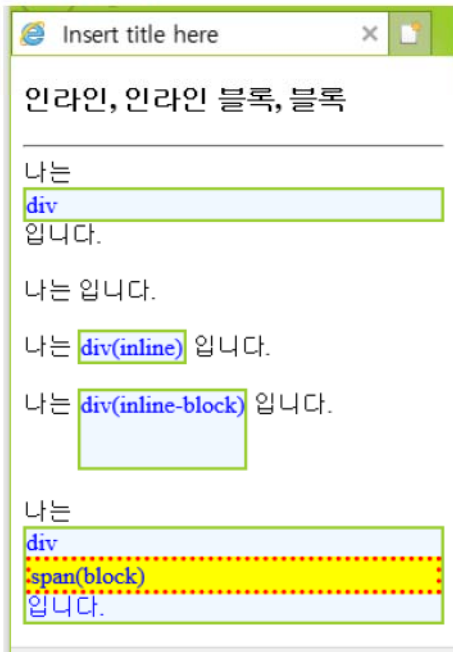 Insert title here
인라인, 인라인 블록, 블록
나는
div
입니다.
나는 입니다.
나는 div(inline) 입니다.
나는 div(inline-block) 입니다.
나는
div
span(block)
입니다.